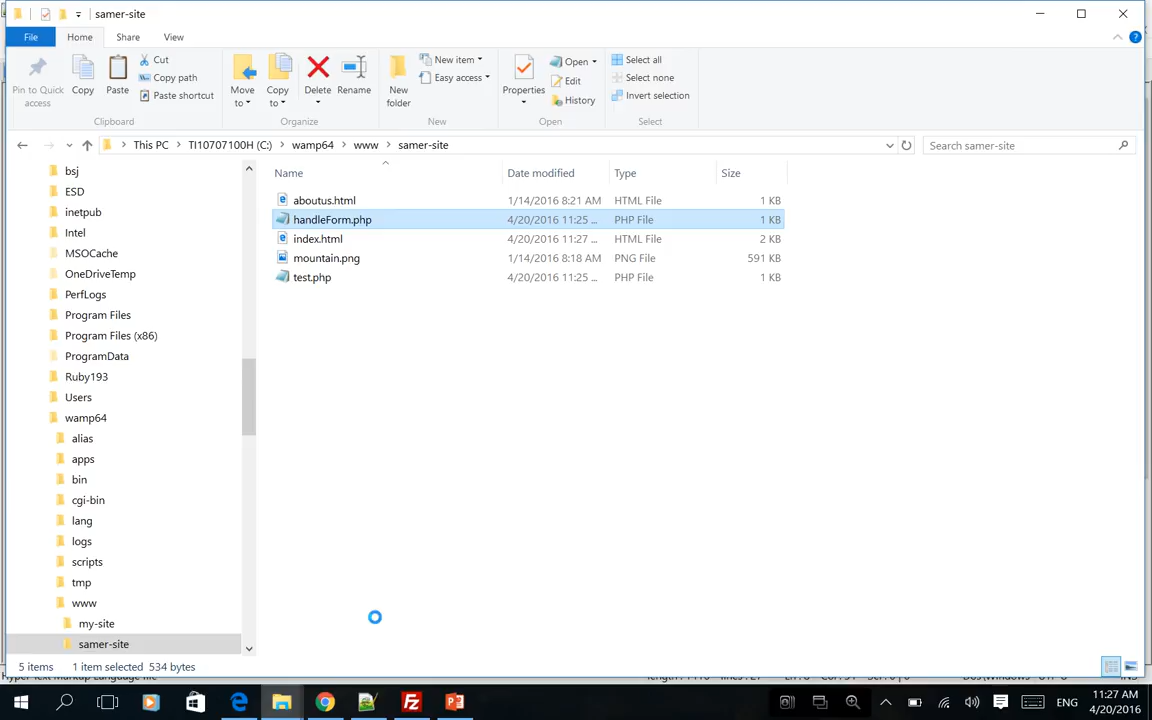 samer-site
File Home Share View
Pin to Quick access
Copy
Paste
Cut
Copy path
Paste shortcut
Clipboard
Move to
Copy to
Delete
Rename
Organize
New folder
New item
Easy access
New
Properties
Open
Edit
History
Open
Select all
Select none
Invert selection
Select
This PC TI10707100H (C:) wamp64 www samer-site
Search samer-site
Name Date modified Type Size
aboutus.html 1/14/2016 8:21 AM HTML File 1 KB
handleForm.php 4/20/2016 11:25 ... PHP File 1 KB
index.html 4/20/2016 11:27 ... HTML File 2 KB
mountain.png 1/14/2016 8:18 AM PNG File 591 KB
test.php 4/20/2016 11:25 ... PHP File 1 KB
bsj
ESD
inetpub
Intel
MSOCache
OneDriveTemp
PerfLogs
Program Files
Program Files (x86)
ProgramData
Ruby193
Users
wamp64
alias
apps
bin
cgi-bin
lang
logs
scripts
tmp
www
my-site
samer-site
5 items 1 item selected 534 bytes
ENG
11:27 AM
4/20/2016